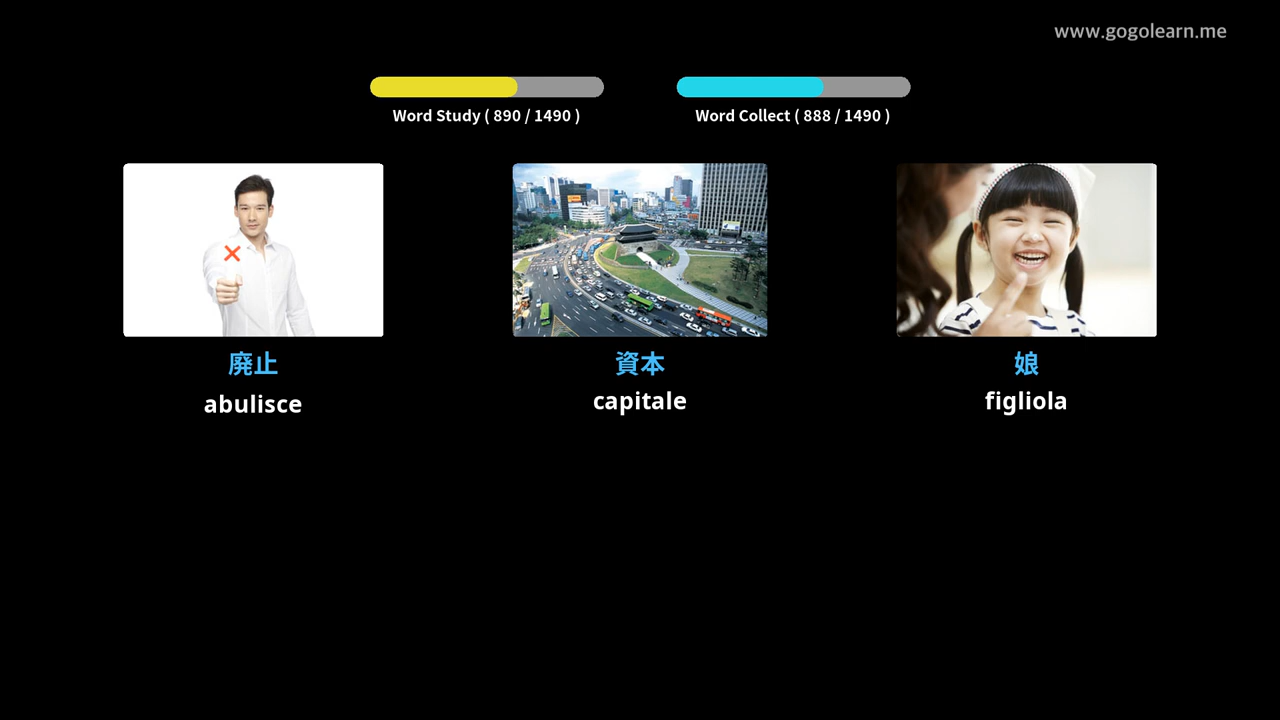 www.gogolearn.me
Word Study ( 890 / 1490 )
Word Collect ( 888 / 1490 )
廃止
資本
娘
abulisce
capitale
figliola